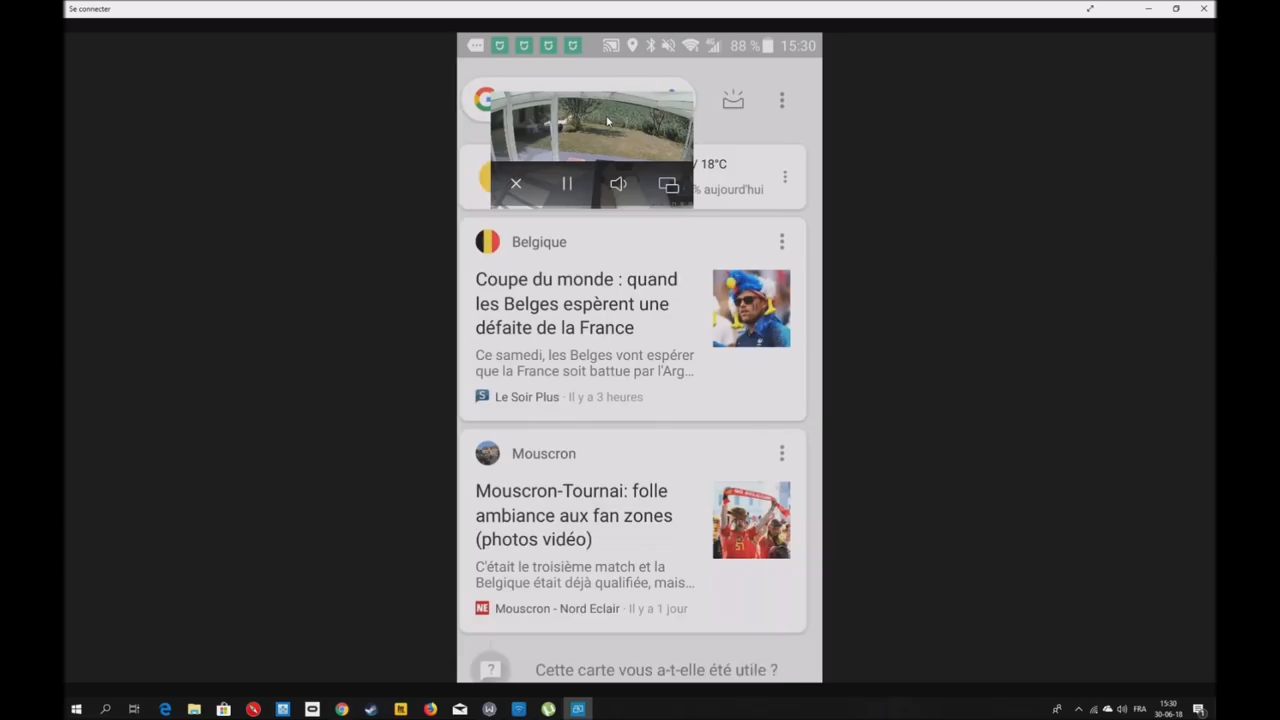 Se connecter
88 % 15:30
/ 18°C
% aujourd'hui
Belgique
Coupe du monde : quand
les Belges espèrent une
défaite de la France
Ce samedi, les Belges vont espérer
que la France soit battue par l'Arg...
Le Soir Plus · Il y a 3 heures
Mouscron
Mouscron-Tournai: folle
ambiance aux fan zones
(photos vidéo)
C'était le troisième match et la
Belgique était déjà qualifiée, mais...
NE Mouscron - Nord Eclair · Il y a 1 jour
Cette carte vous a-t-elle été utile ?
FRA
15:30
30-06-18